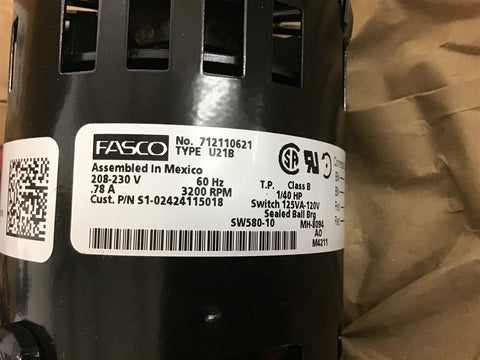 FASCO
No. 712110621
TYPE U21B
Assembled In Mexico
208-230 V 60 Hz
.78 A 3200 RPM
Cust. P/N S1-02424115018
T.P. Class B
1/40 HP
Switch 125VA-120V
Sealed Ball Brg
SW580-10 MH-8094
AO
M4211